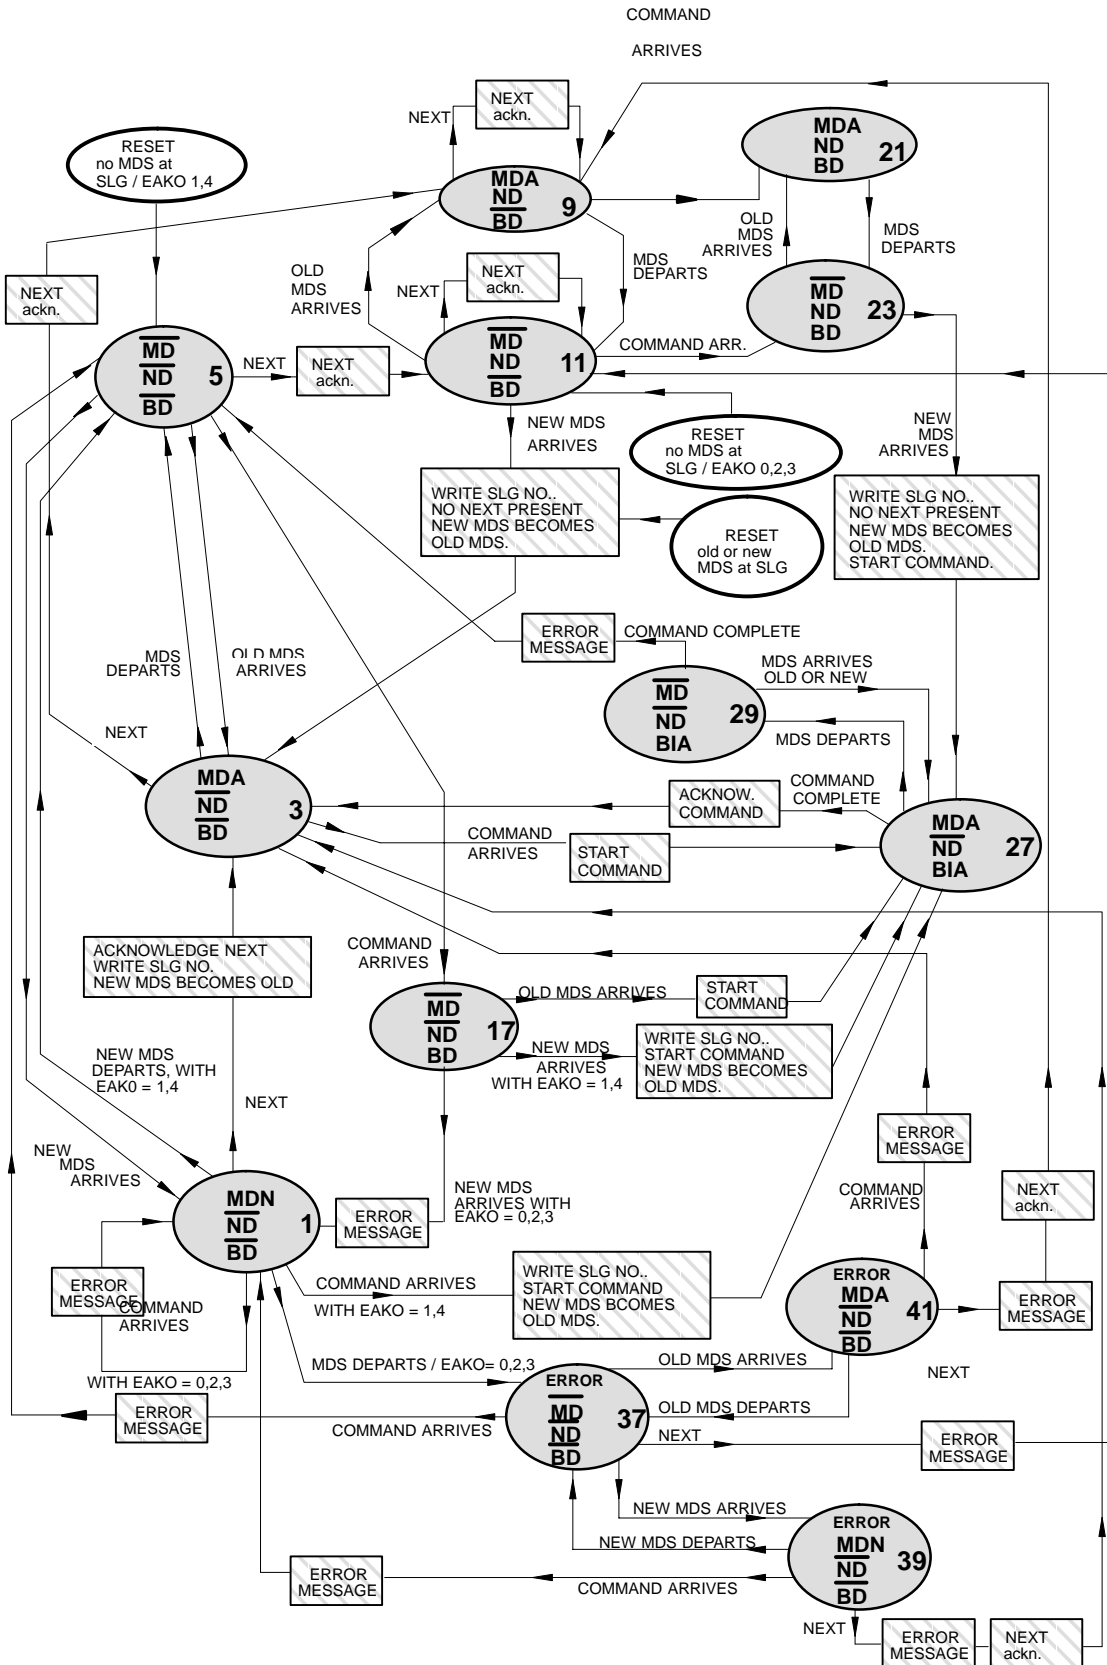 COMMAND
ARRIVES
NEXT
ackn.
NEXT
RESET
no MDS at
SLG / EAKO 1,4
MDA
ND
BD
21
MDA
ND
BD
9
OLD
MDS
ARRIVES
MDS
DEPARTS
MDS
DEPARTS
OLD
MDS
ARRIVES
NEXT
ackn.
NEXT
NEXT
ackn.
MD
ND
BD
23
MD
ND
BD
5
NEXT
NEXT
ackn.
MD
ND
BD
11
COMMAND ARR.
NEW MDS
ARRIVES
RESET
no MDS at
SLG / EAKO 0,2,3
NEW
MDS
ARRIVES
WRITE SLG NO..
NO NEXT PRESENT
NEW MDS BECOMES
OLD MDS.
RESET
old or new
MDS at SLG
WRITE SLG NO..
NO NEXT PRESENT
NEW MDS BECOMES
OLD MDS.
START COMMAND.
ERROR
MESSAGE
COMMAND COMPLETE
MDS
DEPARTS
OLD MDS
ARRIVES
MDS ARRIVES
OLD OR NEW
MD
ND
BIA
29
MDS DEPARTS
NEXT
MDA
ND
BD
3
ACKNOW.
COMMAND
COMMAND
COMPLETE
COMMAND
ARRIVES
START
COMMAND
MDA
ND
BIA
27
ACKNOWLEDGE NEXT
WRITE SLG NO.
NEW MDS BECOMES OLD
COMMAND
ARRIVES
MD
ND
BD
17
OLD MDS ARRIVES
START
COMMAND
NEW MDS
ARRIVES
WITH EAKO = 1,4
WRITE SLG NO..
START COMMAND
NEW MDS BECOMES
OLD MDS.
NEW MDS
DEPARTS, WITH
EAK0 = 1,4
NEXT
ERROR
MESSAGE
NEW
MDS
ARRIVES
COMMAND
ARRIVES
NEXT
ackn.
MDN
ND
BD
1
ERROR
MESSAGE
NEW MDS
ARRIVES WITH
EAKO = 0,2,3
ERROR
MESSAGE
COMMAND
ARRIVES
WITH EAKO = 0,2,3
COMMAND ARRIVES
WITH EAKO = 1,4
WRITE SLG NO..
START COMMAND
NEW MDS BCOMES
OLD MDS.
ERROR
MDA
ND
BD
41
ERROR
MESSAGE
NEXT
MDS DEPARTS / EAKO= 0,2,3
OLD MDS ARRIVES
ERROR
MD
ND
BD
37
OLD MDS DEPARTS
ERROR
MESSAGE
COMMAND ARRIVES
NEXT
ERROR
MESSAGE
NEW MDS ARRIVES
NEW MDS DEPARTS
ERROR
MDN
ND
BD
39
ERROR
MESSAGE
COMMAND ARRIVES
NEXT
ERROR
MESSAGE
NEXT
ackn.